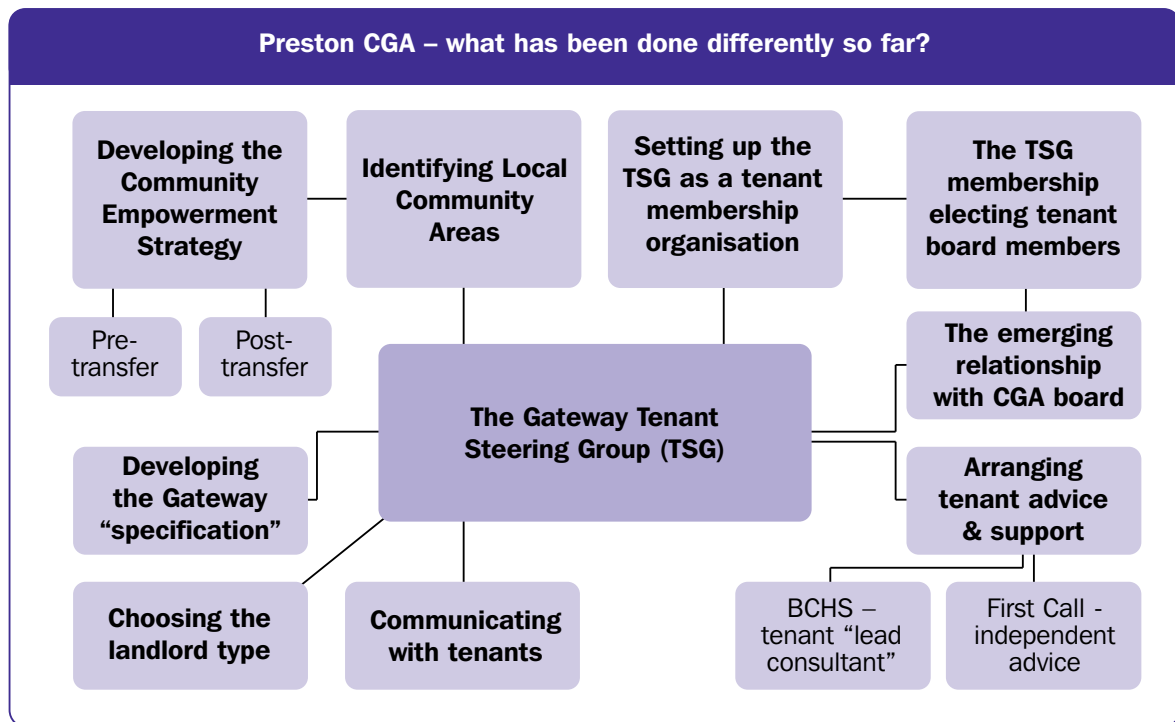 Preston CGA – what has been done differently so far?
Developing the
Community
Empowerment
Strategy
Identifying Local
Community
Areas
Setting up the
TSG as a tenant
membership
organisation
The TSG
membership
electing tenant
board members
Pre-
transfer
Post-
transfer
The emerging
relationship
with CGA board
The Gateway Tenant
Steering Group (TSG)
Developing
the Gateway
“specification”
Arranging
tenant advice
& support
Choosing the
landlord type
Communicating
with tenants
BCHS –
tenant “lead
consultant”
First Call -
independent
advice